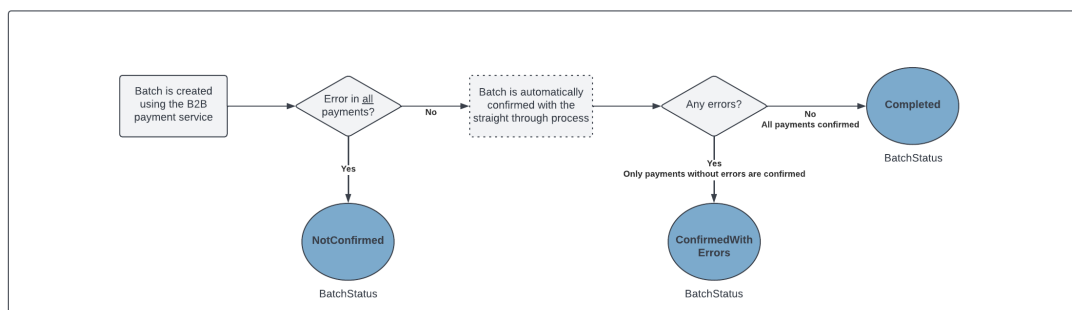 Batch is created
using the B2B
payment service
Error in all
payments?
No
Batch is automatically
confirmed with the
straight through process
Any errors?
No
All payments confirmed
Completed
BatchStatus
Yes
NotConfirmed
BatchStatus
Yes
Only payments without errors are confirmed
ConfirmedWith
Errors
BatchStatus